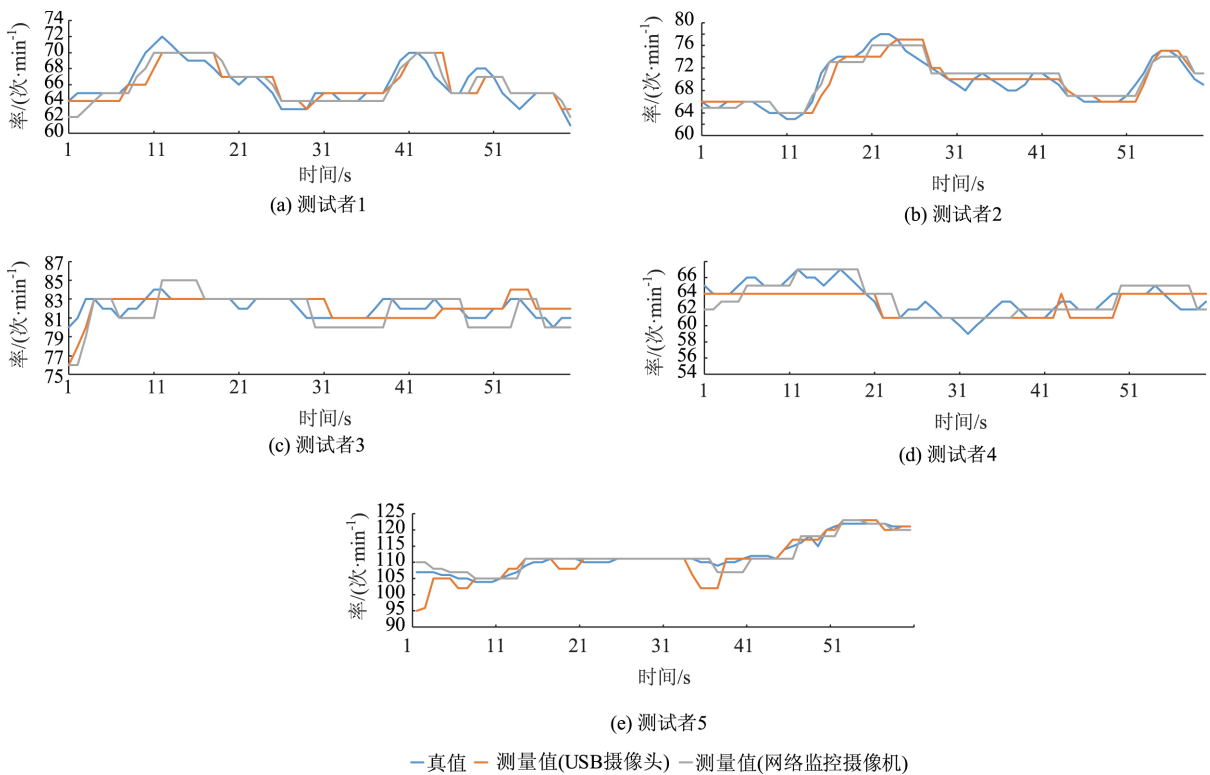 率/(次·min⁻¹)
74
72
70
68
66
64
62
60
1 11 21 31 41 51
时间/s
(a) 测试者1
率/(次·min⁻¹)
80
76
72
68
64
60
1 11 21 31 41 51
时间/s
(b) 测试者2
率/(次·min⁻¹)
87
85
83
81
79
77
75
1 11 21 31 41 51
时间/s
(c) 测试者3
率/(次·min⁻¹)
66
64
62
60
58
56
54
1 11 21 31 41 51
时间/s
(d) 测试者4
率/(次·min⁻¹)
125
120
110
105
95
90
1 11 21 31 41 51
时间/s
(e) 测试者5
真值 测量值(USB摄像头) 测量值(网络监控摄像机)